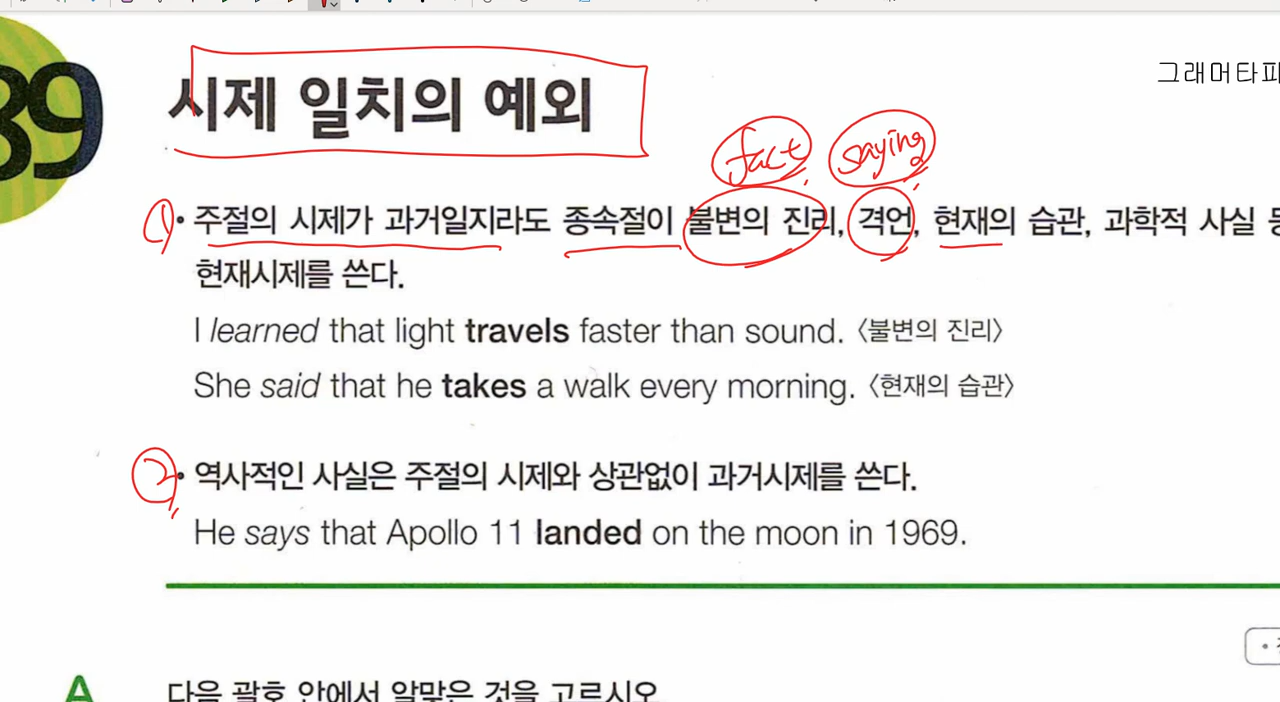 89
시제 일치의 예외
그래머타파
fact saying
1) • 주절의 시제가 과거일지라도 종속절이 불변의 진리, 격언, 현재의 습관, 과학적 사실 등
현재시제를 쓴다.
I learned that light travels faster than sound. 〈불변의 진리〉
She said that he takes a walk every morning. 〈현재의 습관〉
2 • 역사적인 사실은 주절의 시제와 상관없이 과거시제를 쓴다.
He says that Apollo 11 landed on the moon in 1969.
A 다음 괄호 안에서 알맞은 것을 고르시오